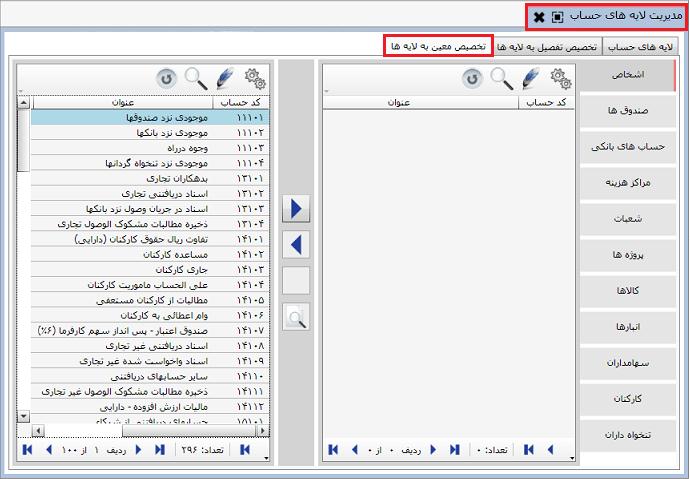 مدیریت لایه های حساب
لایه های حساب
تخصیص تفصیل به لایه ها
تخصیص معین به لایه ها
اشخاص
صندوق ها
حساب های بانکی
مراکز هزینه
شعبات
پروژه ها
کالاها
انبارها
سهامداران
کارکنان
تنخواه داران
کد حساب عنوان
تعداد: ۰ ردیف ۰ از ۰
کد حساب عنوان
۱۱۱۰۱ موجودی نزد صندوقها
۱۱۱۰۲ موجودی نزد بانکها
۱۱۱۰۳ وجوه درراه
۱۱۱۰۴ موجودی نزد تنخواه گردانها
۱۳۱۰۱ بدهکاران تجاری
۱۳۱۰۲ اسناد دریافتنی تجاری
۱۳۱۰۳ اسناد در جریان وصول نزد بانکها
۱۳۱۰۴ ذخیره مطالبات مشکوک الوصول تجاری
۱۴۱۰۱ تفاوت ریال حقوق کارکنان (دارایی)
۱۴۱۰۲ مساعده کارکنان
۱۴۱۰۳ جاری کارکنان
۱۴۱۰۴ علی الحساب ماموریت کارکنان
۱۴۱۰۵ مطالبات از کارکنان مستعفی
۱۴۱۰۶ وام اعطائی به کارکنان
۱۴۱۰۷ صندوق اعتبار - پس انداز سهم کارفرما (۶%)
۱۴۱۰۸ اسناد دریافتنی غیر تجاری
۱۴۱۰۹ اسناد واخواست شده غیر تجاری
۱۴۱۱۰ سایر حسابهای دریافتنی
۱۴۱۱۱ ذخیره مطالبات مشکوک الوصول غیر تجاری
۱۴۱۱۲ مالیات ارزش افزوده - دارایی
۱۵۱۰۱ حسابهای دریافتنی از شرکای
تعداد: ۲۹۶ ردیف ۱ از ۱۰۰